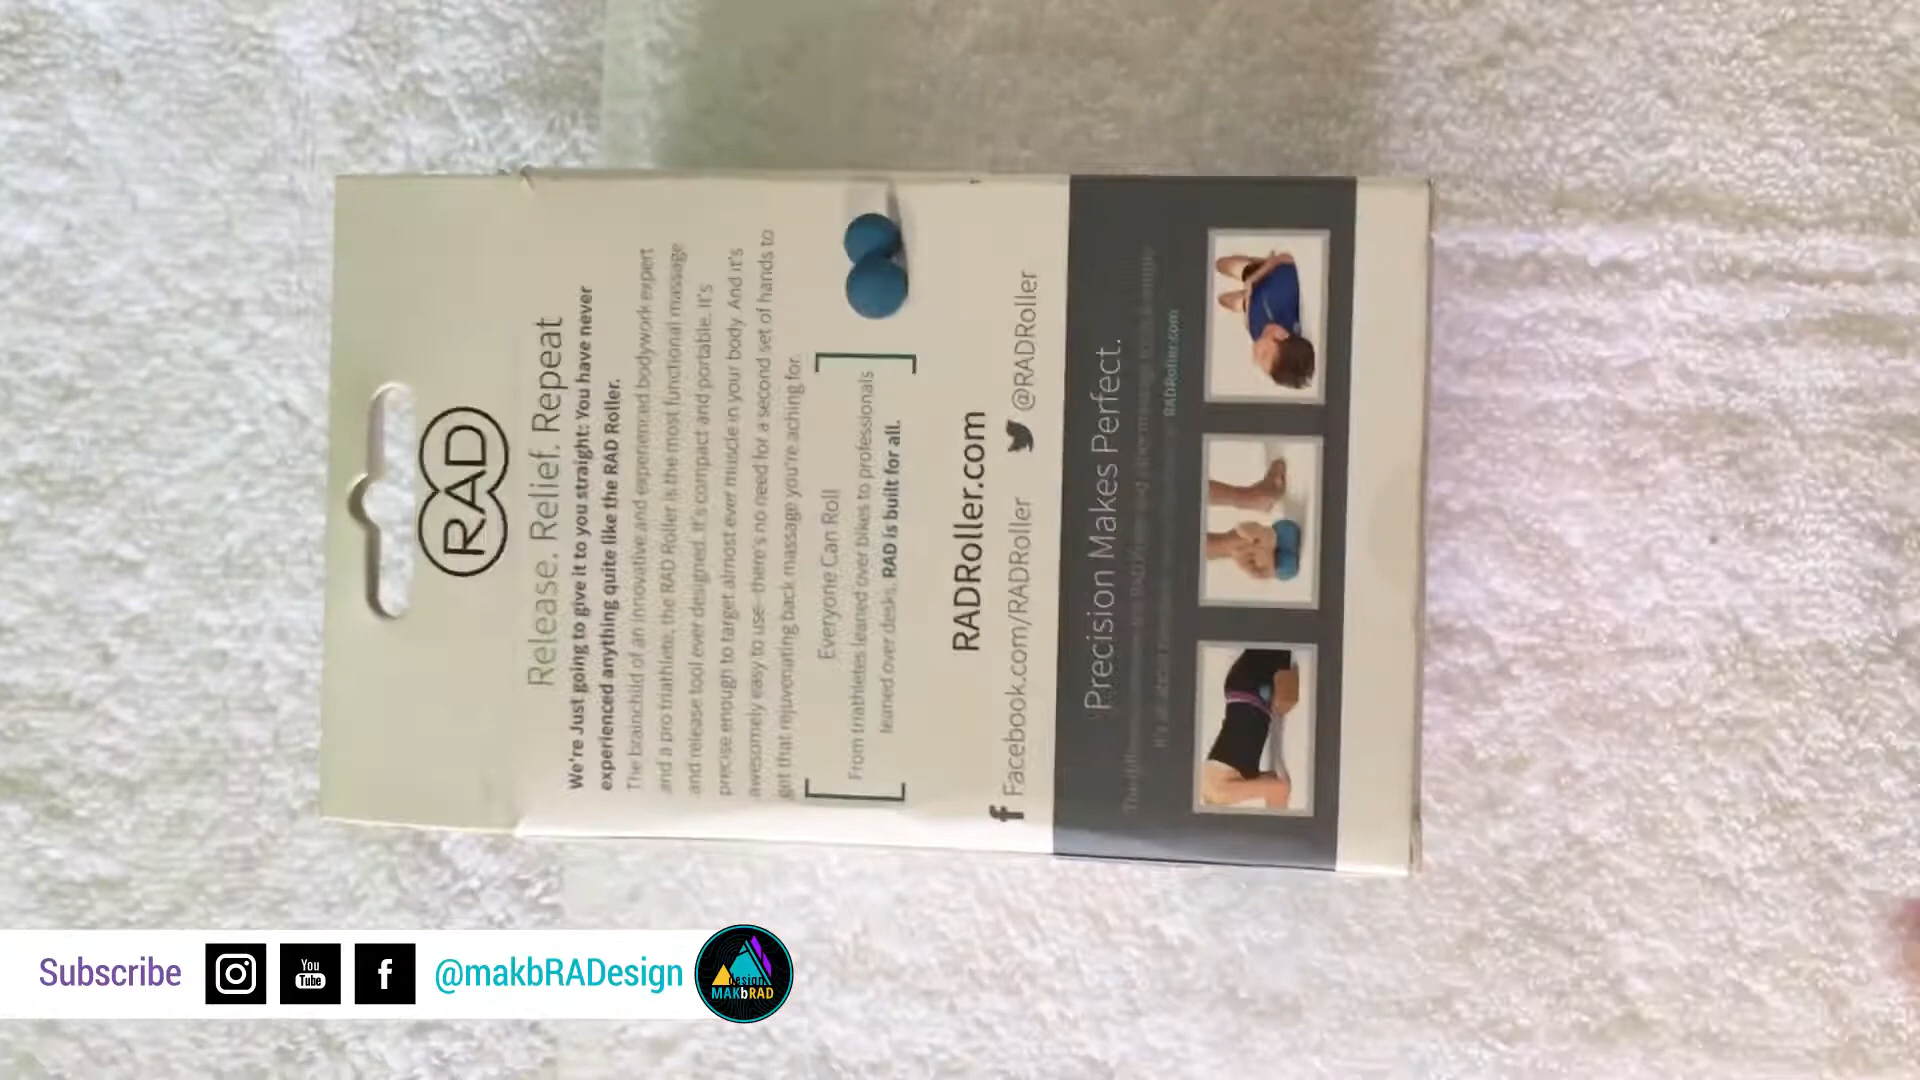 RAD
Release. Relief. Repeat
We're Just going to give it to you straight: You have never
experienced anything quite like the RAD Roller.
The brainchild of an innovative and experienced bodywork expert
and a pro triathlete, the RAD Roller is the most functional massage
and release tool ever designed. It's compact and portable. It's
precise enough to target almost ever muscle in your body. And it's
awesomely easy to use–there's no need for a second set of hands to
get that rejuvenating back massage you're aching for.
Everyone Can Roll
From triathletes leaned over bikes to professionals
leaned over desks, RAD is built for all.
RADRoller.com
f Facebook.com/RADRoller @RADRoller
Precision Makes Perfect.
RADRoller.com
Subscribe You Tube f @makbRADesign
design
MAKbRAD